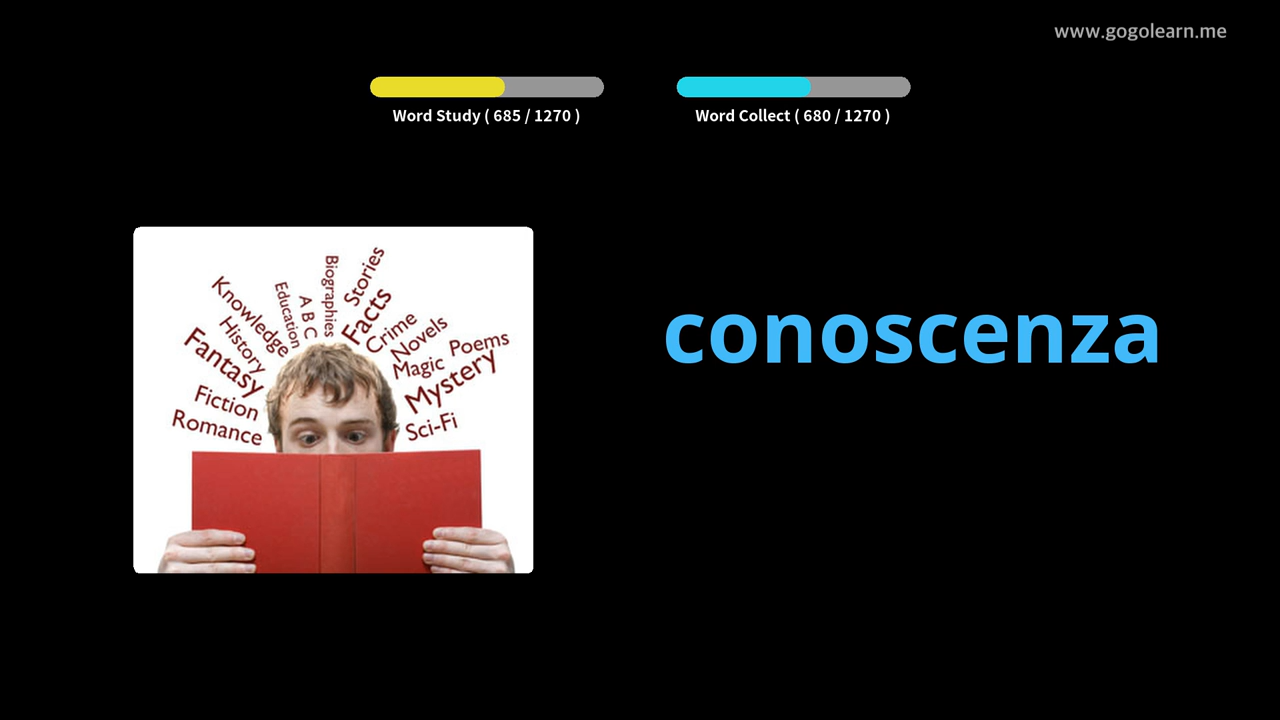 www.gogolearn.me
Word Study ( 685 / 1270 )
Word Collect ( 680 / 1270 )
Knowledge
Education
A B C
Biographies
Stories
History
Facts
Crime
Novels
Poems
Fantasy
Magic
Mystery
Fiction
Romance
Sci-Fi
conoscenza